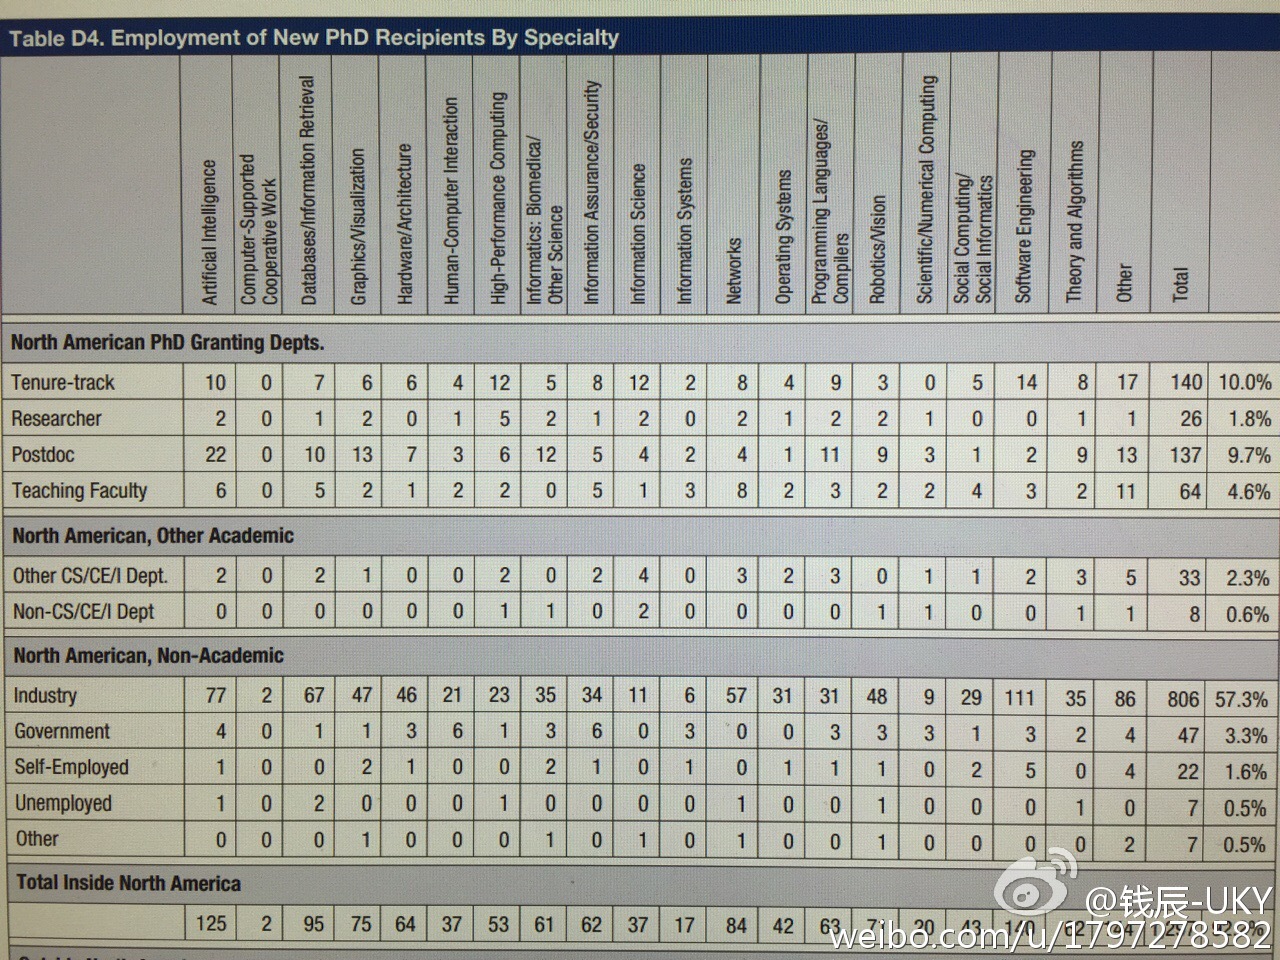 Table D4. Employment of New PhD Recipients By Specialty
Artificial Intelligence
Computer-Supported
Cooperative Work
Databases/Information Retrieval
Graphics/Visualization
Hardware/Architecture
Human-Computer Interaction
High-Performance Computing
Informatics: Biomedica/
Other Science
Information Assurance/Security
Information Science
Information Systems
Networks
Operating Systems
Programming Languages/
Compilers
Robotics/Vision
Scientific/Numerical Computing
Social Computing/
Social Informatics
Software Engineering
Theory and Algorithms
Other
Total
North American PhD Granting Depts.
Tenure-track 10 0 7 6 6 4 12 5 8 12 2 8 4 9 3 0 5 14 8 17 140 10.0%
Researcher 2 0 1 2 0 1 5 2 1 2 0 2 1 2 2 1 0 0 1 1 26 1.8%
Postdoc 22 0 10 13 7 3 6 12 5 4 2 4 1 11 9 3 1 2 9 13 137 9.7%
Teaching Faculty 6 0 5 2 1 2 2 0 5 1 3 8 2 3 2 2 4 3 2 11 64 4.6%
North American, Other Academic
Other CS/CE/I Dept. 2 0 2 1 0 0 2 0 2 4 0 3 2 3 0 1 1 2 3 5 33 2.3%
Non-CS/CE/I Dept 0 0 0 0 0 0 1 1 0 2 0 0 0 0 1 1 0 0 1 1 8 0.6%
North American, Non-Academic
Industry 77 2 67 47 46 21 23 35 34 11 6 57 31 31 48 9 29 111 35 86 806 57.3%
Government 4 0 1 1 3 6 1 3 6 0 3 0 0 3 3 3 1 3 2 4 47 3.3%
Self-Employed 1 0 0 2 1 0 0 2 1 0 1 0 1 1 1 0 2 5 0 4 22 1.6%
Unemployed 1 0 2 0 0 0 1 0 0 0 0 1 0 0 1 0 0 0 1 0 7 0.5%
Other 0 0 0 1 0 0 0 1 0 1 0 1 0 0 1 0 0 0 0 2 7 0.5%
Total Inside North America
125 2 95 75 64 37 53 61 62 37 17 84 42 63 20 43 140 62
@钱辰-UKY
weibo.com/u/1797278582